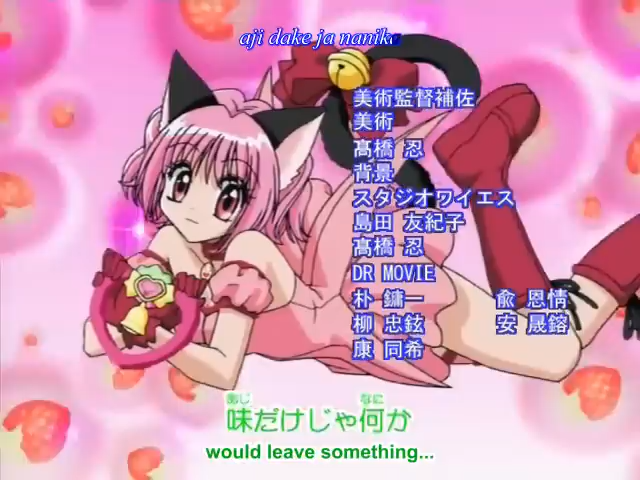 aji dake ja nanika
美術監督補佐
美術
髙橋 忍
背景
スタジオワイエス
島田 友紀子
髙橋 忍
DR MOVIE
朴 鏞一 兪 恩情
柳 忠鉉 安 晟鎔
康 同希
あじ なに
味だけじゃ何か
would leave something...